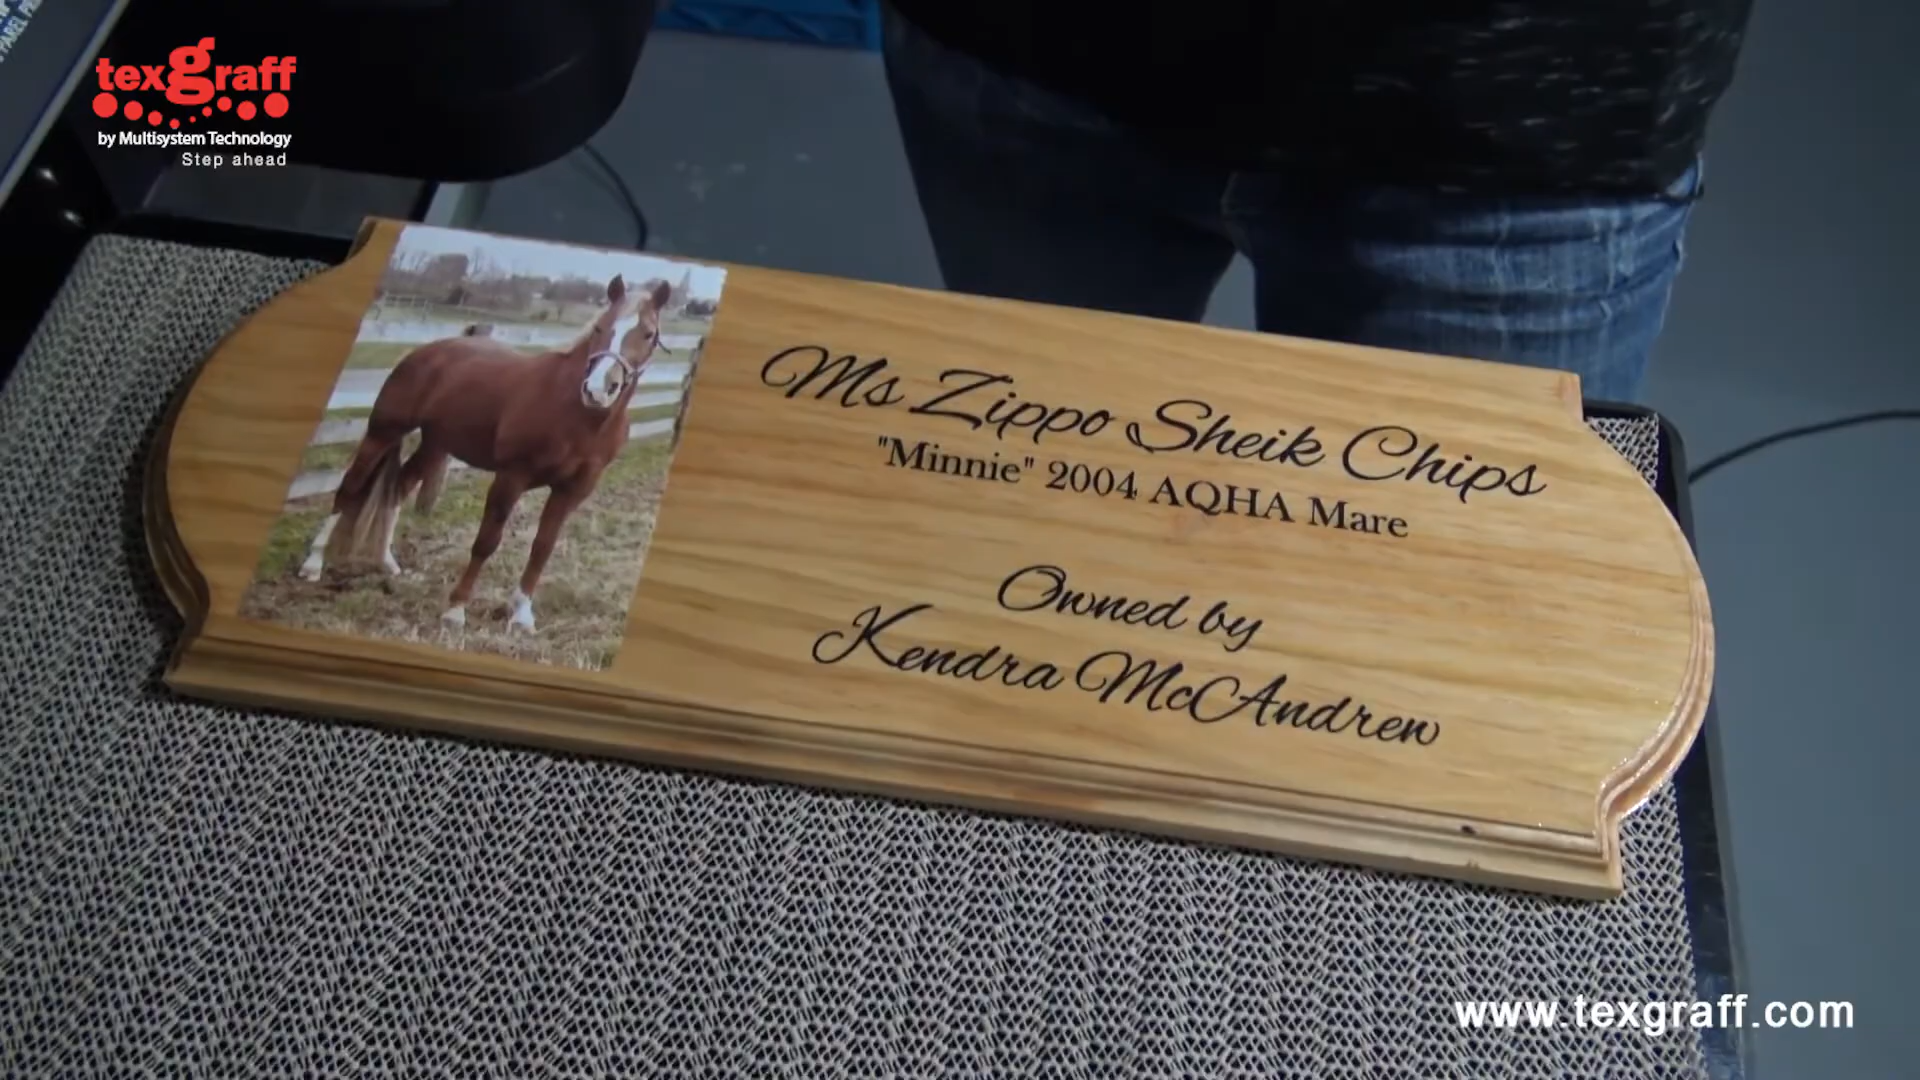 texgraff
by Multisystem Technology
Step ahead
Ms Zippo Sheik Chips
"Minnie" 2004 AQHA Mare
Owned by
Kendra McAndrew
www.texgraff.com